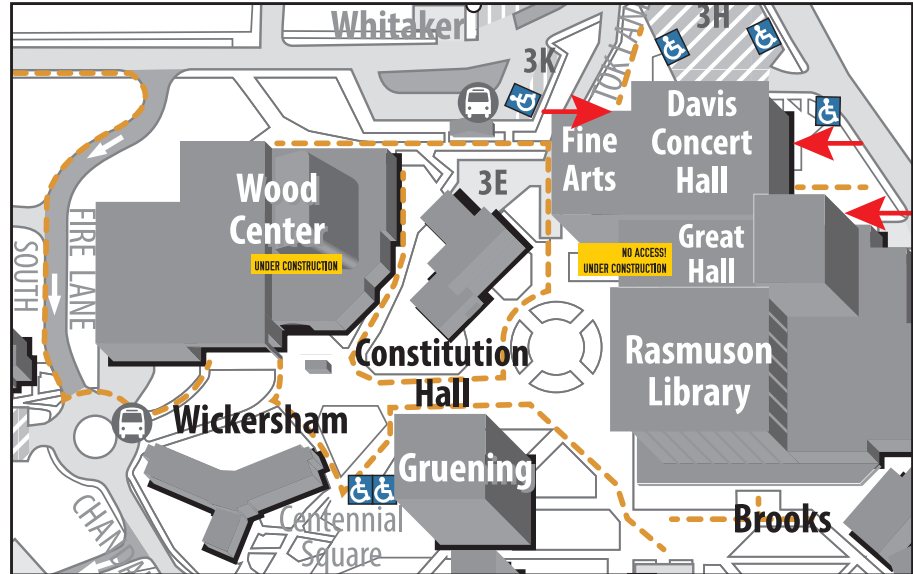 Whitaker
3K
3H
Davis
Concert
Hall
Fine
Arts
3E
Wood
Center
UNDER CONSTRUCTION
Great
Hall
NO ACCESS!
UNDER CONSTRUCTION
SOUTH
FIRE LANE
Constitution
Hall
Rasmuson
Library
Wickersham
Gruening
Centennial
Square
Brooks